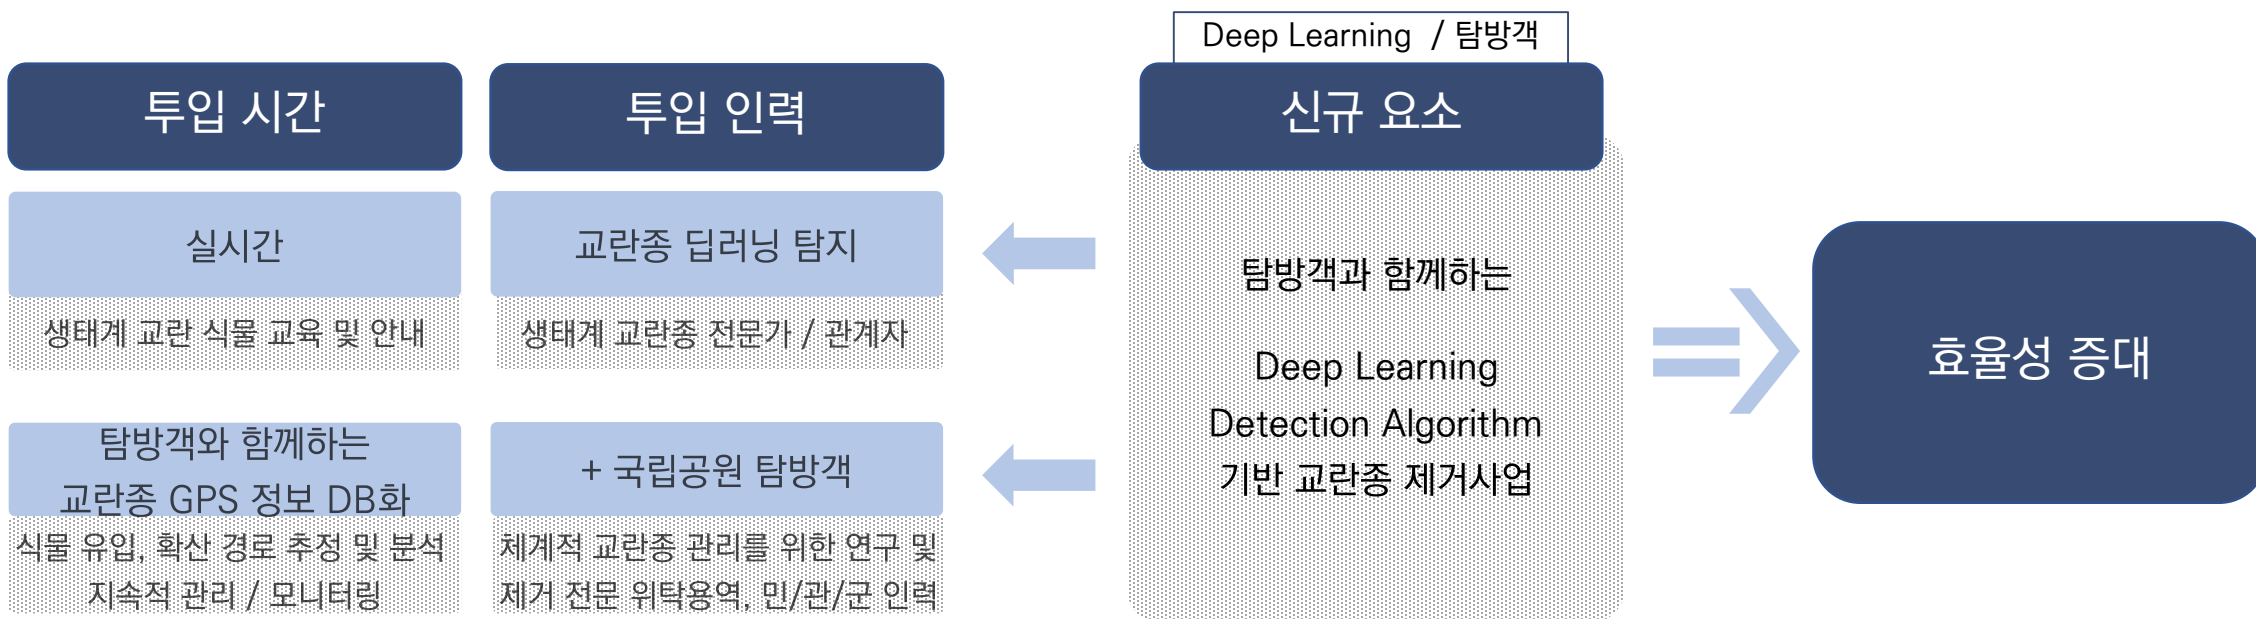 Deep Learning / 탐방객
투입 시간
투입 인력
신규 요소
실시간
교란종 딥러닝 탐지
생태계 교란 식물 교육 및 안내
생태계 교란종 전문가 / 관계자
탐방객와 함께하는
교란종 GPS 정보 DB화
+ 국립공원 탐방객
식물 유입, 확산 경로 추정 및 분석
지속적 관리 / 모니터링
체계적 교란종 관리를 위한 연구 및
제거 전문 위탁용역, 민/관/군 인력
탐방객과 함께하는
Deep Learning
Detection Algorithm
기반 교란종 제거사업
효율성 증대